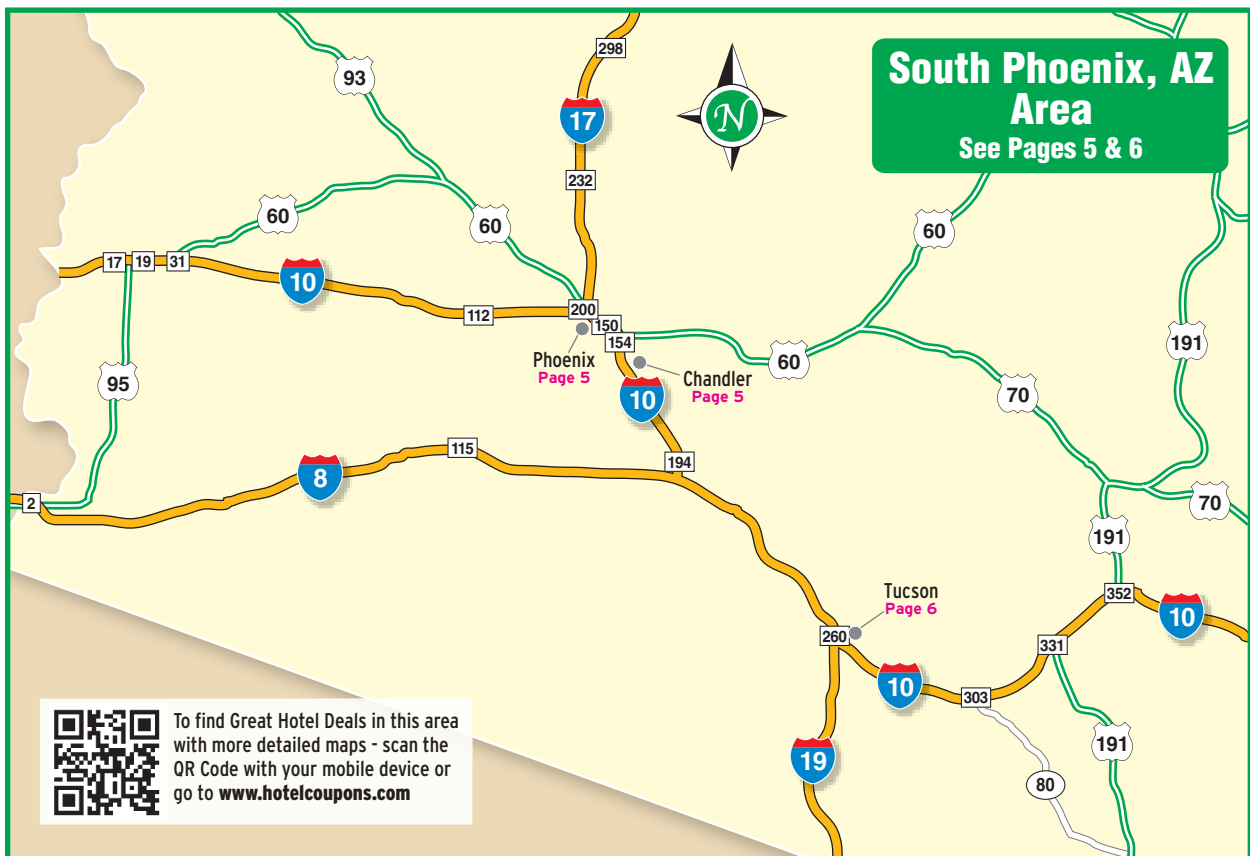 South Phoenix, AZ
Area
See Pages 5 & 6
298
93
17
N
232
60
60
60
17
19
31
10
112
200
150
154
Phoenix
Page 5
Chandler
Page 5
60
191
95
10
70
8
115
194
2
70
191
Tucson
Page 6
352
10
260
331
10
303
191
19
80
To find Great Hotel Deals in this area
with more detailed maps - scan the
QR Code with your mobile device or
go to www.hotelcoupons.com